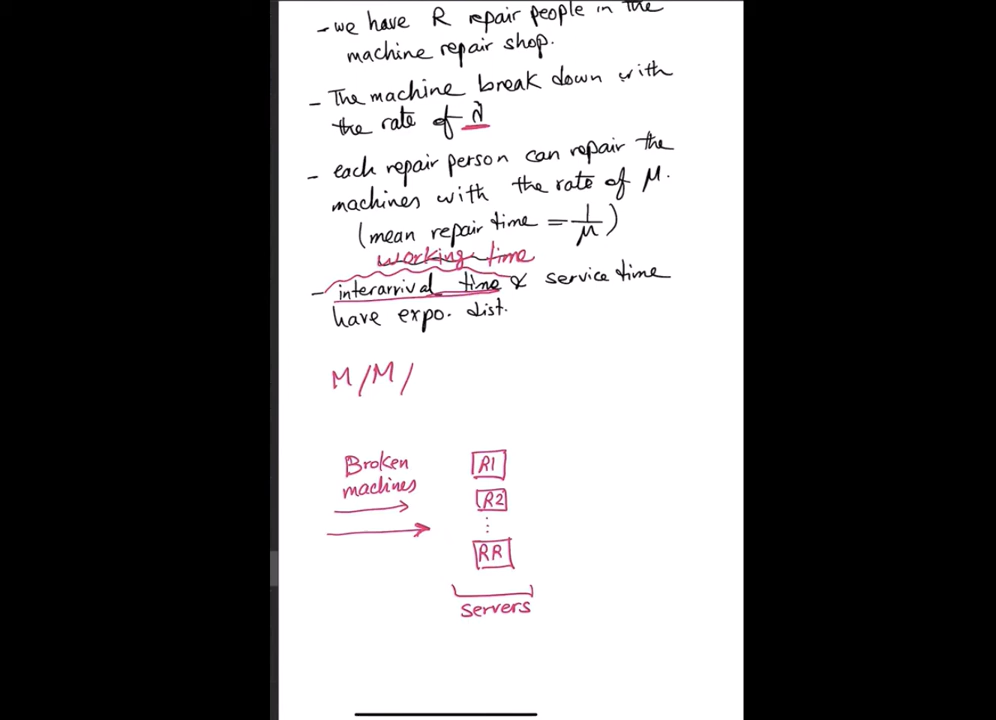 - we have R repair people in the
machine repair shop.
- The machine break down with
the rate of λ
- each repair person can repair the
machines with the rate of μ.
(mean repair time = 1/μ)
working time
- interarrival time & service time
have expo. dist.
M/M/
Broken
machines
R1
R2
⋮
RR
servers